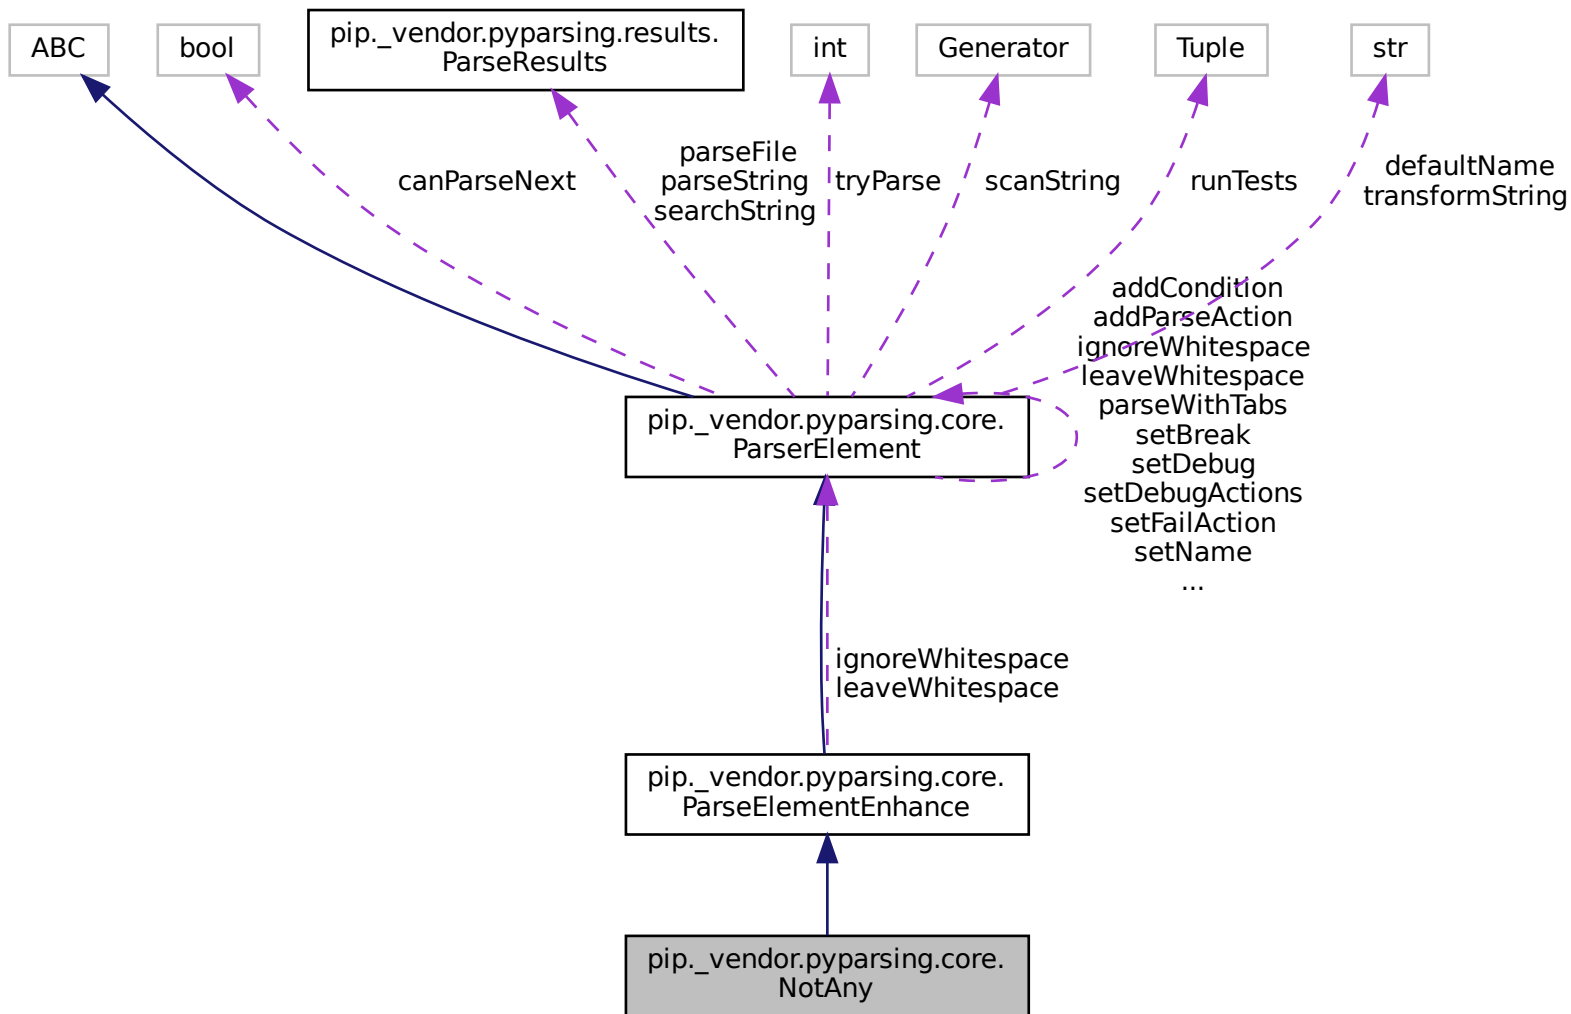 ABC
bool
pip._vendor.pyparsing.results.
ParseResults
int
Generator
Tuple
str
canParseNext
parseFile
parseString
searchString
tryParse
scanString
runTests
defaultName
transformString
addCondition
addParseAction
ignoreWhitespace
leaveWhitespace
parseWithTabs
setBreak
setDebug
setDebugActions
setFailAction
setName
...
pip._vendor.pyparsing.core.
ParserElement
ignoreWhitespace
leaveWhitespace
pip._vendor.pyparsing.core.
ParseElementEnhance
pip._vendor.pyparsing.core.
NotAny